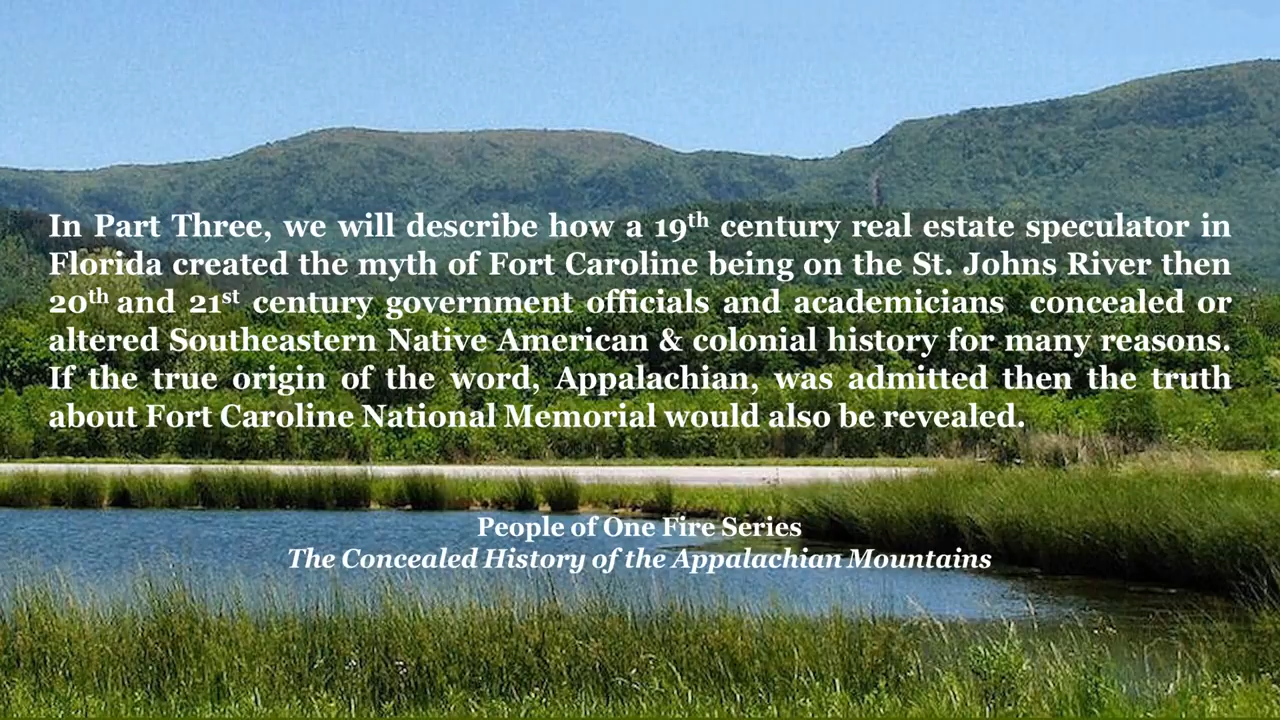 In Part Three, we will describe how a 19th century real estate speculator in
Florida created the myth of Fort Caroline being on the St. Johns River then
20th and 21st century government officials and academicians concealed or
altered Southeastern Native American & colonial history for many reasons.
If the true origin of the word, Appalachian, was admitted then the truth
about Fort Caroline National Memorial would also be revealed.
People of One Fire Series
The Concealed History of the Appalachian Mountains